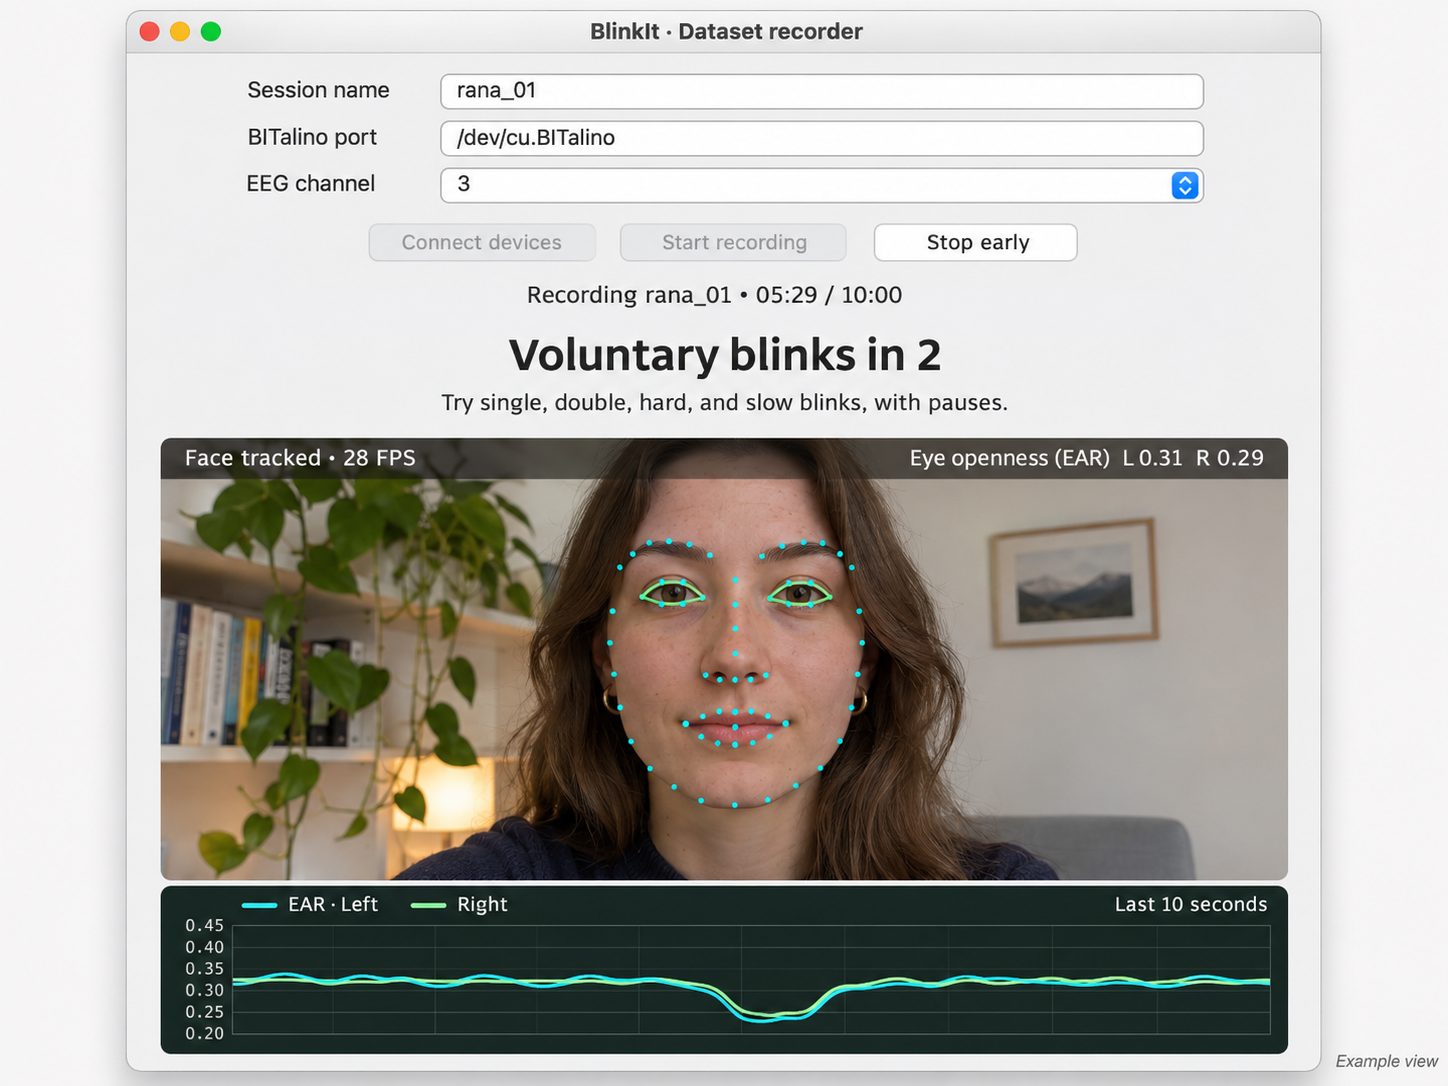 BlinkIt · Dataset recorder
Session name rana_01
BITalino port /dev/cu.BITalino
EEG channel 3
Connect devices Start recording Stop early
Recording rana_01 • 05:29 / 10:00
Voluntary blinks in 2
Try single, double, hard, and slow blinks, with pauses.
Face tracked • 28 FPS Eye openness (EAR) L 0.31 R 0.29
EAR · Left Right Last 10 seconds
0.45
0.40
0.35
0.30
0.25
0.20
Example view